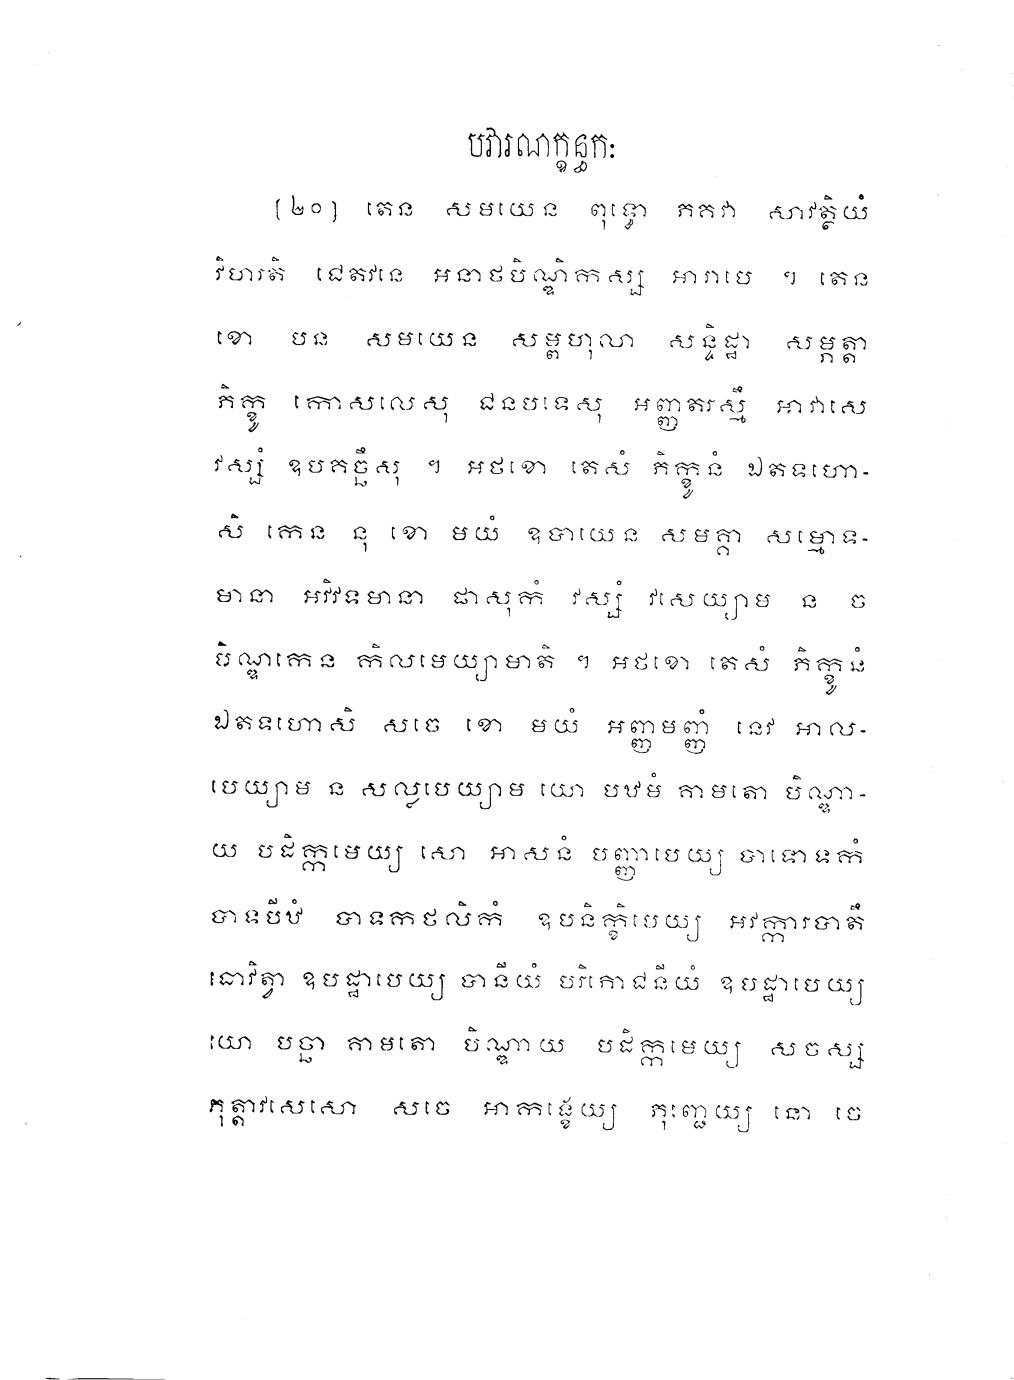 បវារណក្ខន្ធកៈ
[២០] តេន សមយេន ពុទ្ធោ ភគវា សាវត្ថិយំ
វិហរតិ ជេតវនេ អនាថបិណ្ឌិកស្ស អារាមេ ។ តេន
ខោ បន សមយេន សម្ពហុលា សន្ទិដ្ឋា សម្ភត្តា
ភិក្ខូ កោសលេសុ ជនបទេសុ អញ្ញតរស្មឹ អាវាសេ
វស្សំ ឧបគច្ឆឹសុ ។ អថខោ តេសំ ភិក្ខូនំ ឯតទហោ-
សិ កេន នុ ខោ មយំ ឧបាយេន សមគ្គា សម្មោទ-
មានា អវិវទមានា ផាសុកំ វស្សំ វសេយ្យាម ន ច
បិណ្ឌកេន កិលមេយ្យាមាតិ ។ អថខោ តេសំ ភិក្ខូនំ
ឯតទហោសិ សចេ ខោ មយំ អញ្ញមញ្ញំ នេវ អាល-
បេយ្យាម ន សល្លបេយ្យាម យោ បឋមំ គាមតោ បិណ្ឌា-
យ បដិក្កមេយ្យ សោ អាសនំ បញ្ញាបេយ្យ បាទោទកំ
បាទបីឋំ បាទកថលិកំ ឧបនិក្ខិបេយ្យ អវក្ការបាតឹ
ធោវិត្វា ឧបដ្ឋាបេយ្យ បានីយំ បរិភោជនីយំ ឧបដ្ឋាបេយ្យ
យោ បច្ឆា គាមតោ បិណ្ឌាយ បដិក្កមេយ្យ សចស្ស
ភុត្តាវសេសោ សចេ អាកង្ខេយ្យ ភុញ្ជេយ្យ នោ ចេ